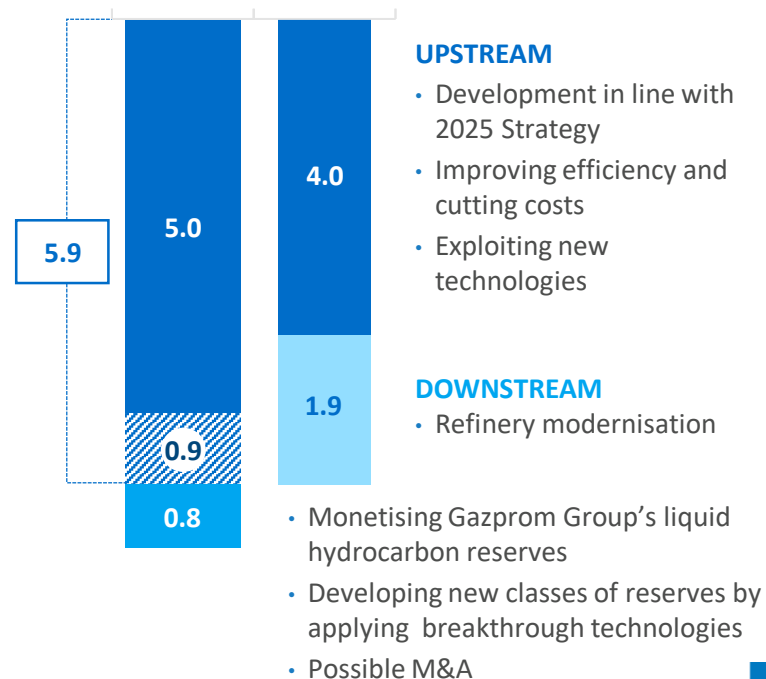 UPSTREAM
• Development in line with
2025 Strategy
• Improving efficiency and
cutting costs
• Exploiting new
technologies
5.9
5.0
4.0
0.9
0.8
1.9
DOWNSTREAM
• Refinery modernisation
• Monetising Gazprom Group’s liquid
hydrocarbon reserves
• Developing new classes of reserves by
applying breakthrough technologies
• Possible M&A